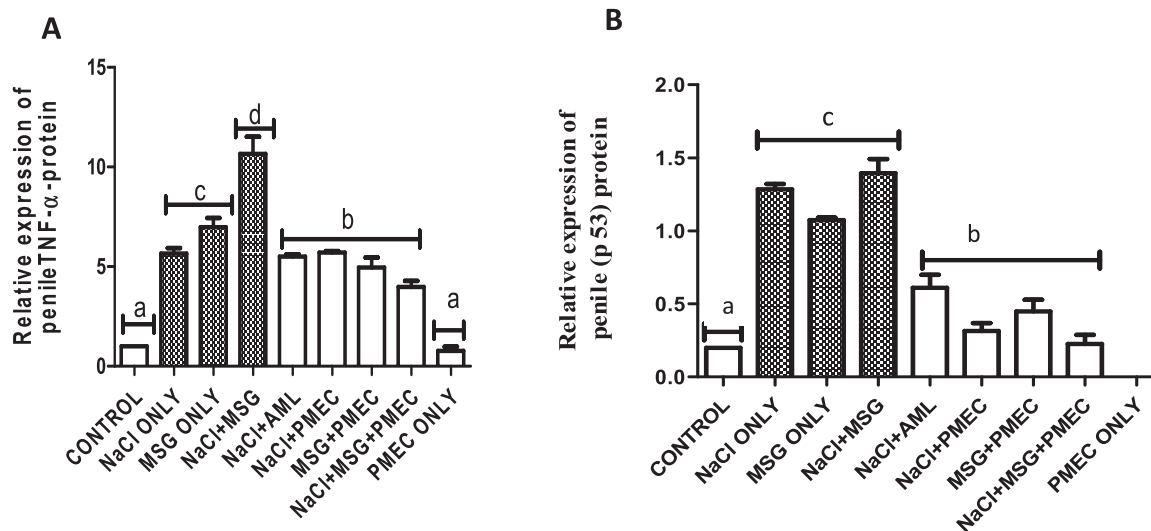 A
Relative expression of
penileTNF-α-protein
15
10
5
0
a
c
d
b
a
CONTROL
NaCl ONLY
MSG ONLY
NaCl+MSG
NaCl+AML
NaCl+PMEC
MSG+PMEC
NaCl+MSG+PMEC
PMEC ONLY
B
Relative expression of
penile (p 53) protein
2.0
1.5
1.0
0.5
0.0
a
c
b
CONTROL
NaCl ONLY
MSG ONLY
NaCl+MSG
NaCl+AML
NaCl+PMEC
MSG+PMEC
NaCl+MSG+PMEC
PMEC ONLY